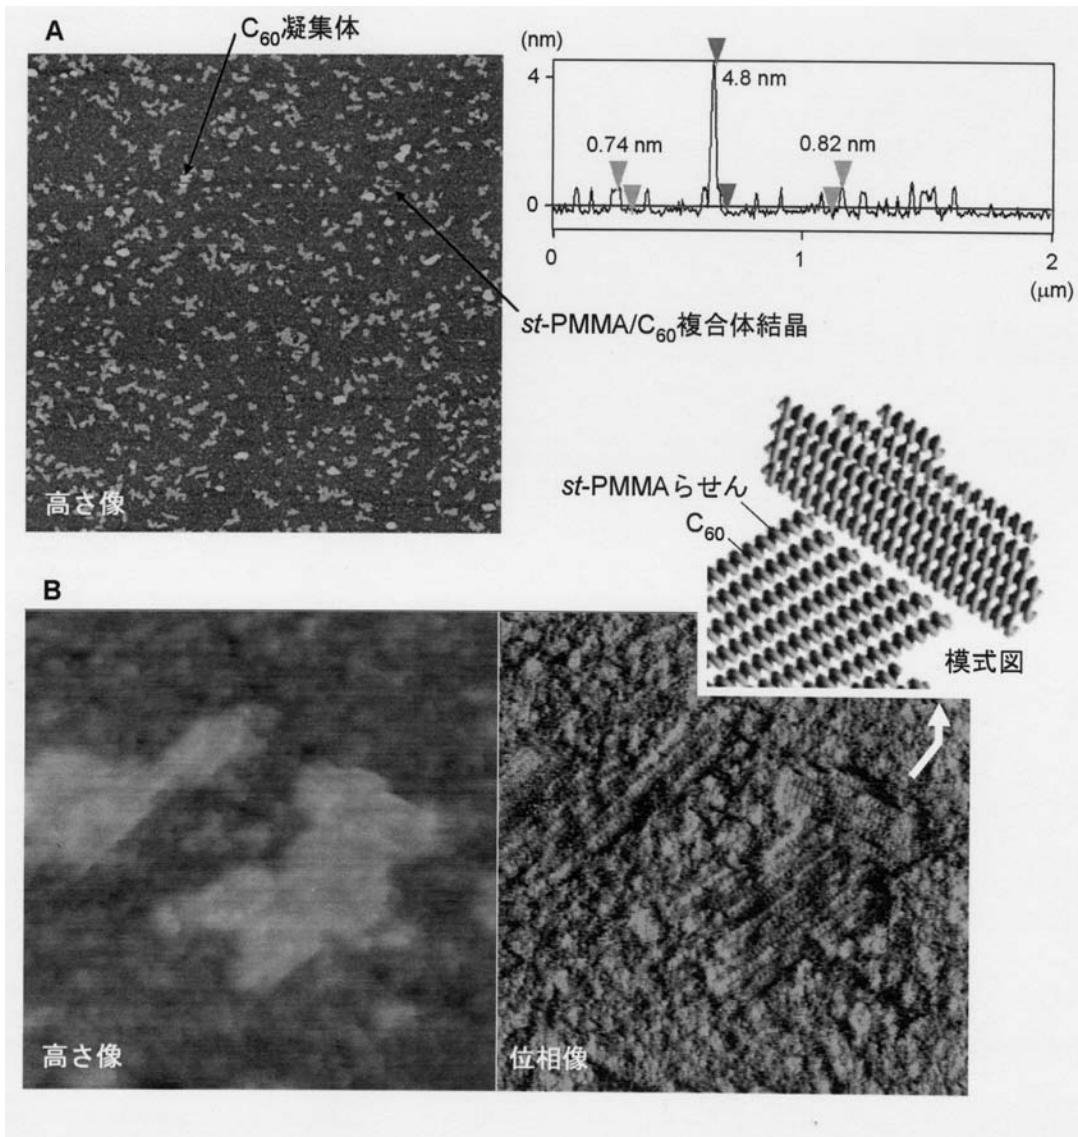 A
C60凝集体
(nm)
4
4.8 nm
0.74 nm
0.82 nm
0
0
1
2
(μm)
st-PMMA/C60複合体結晶
高さ像
st-PMMAらせん
C60
模式図
B
高さ像
位相像